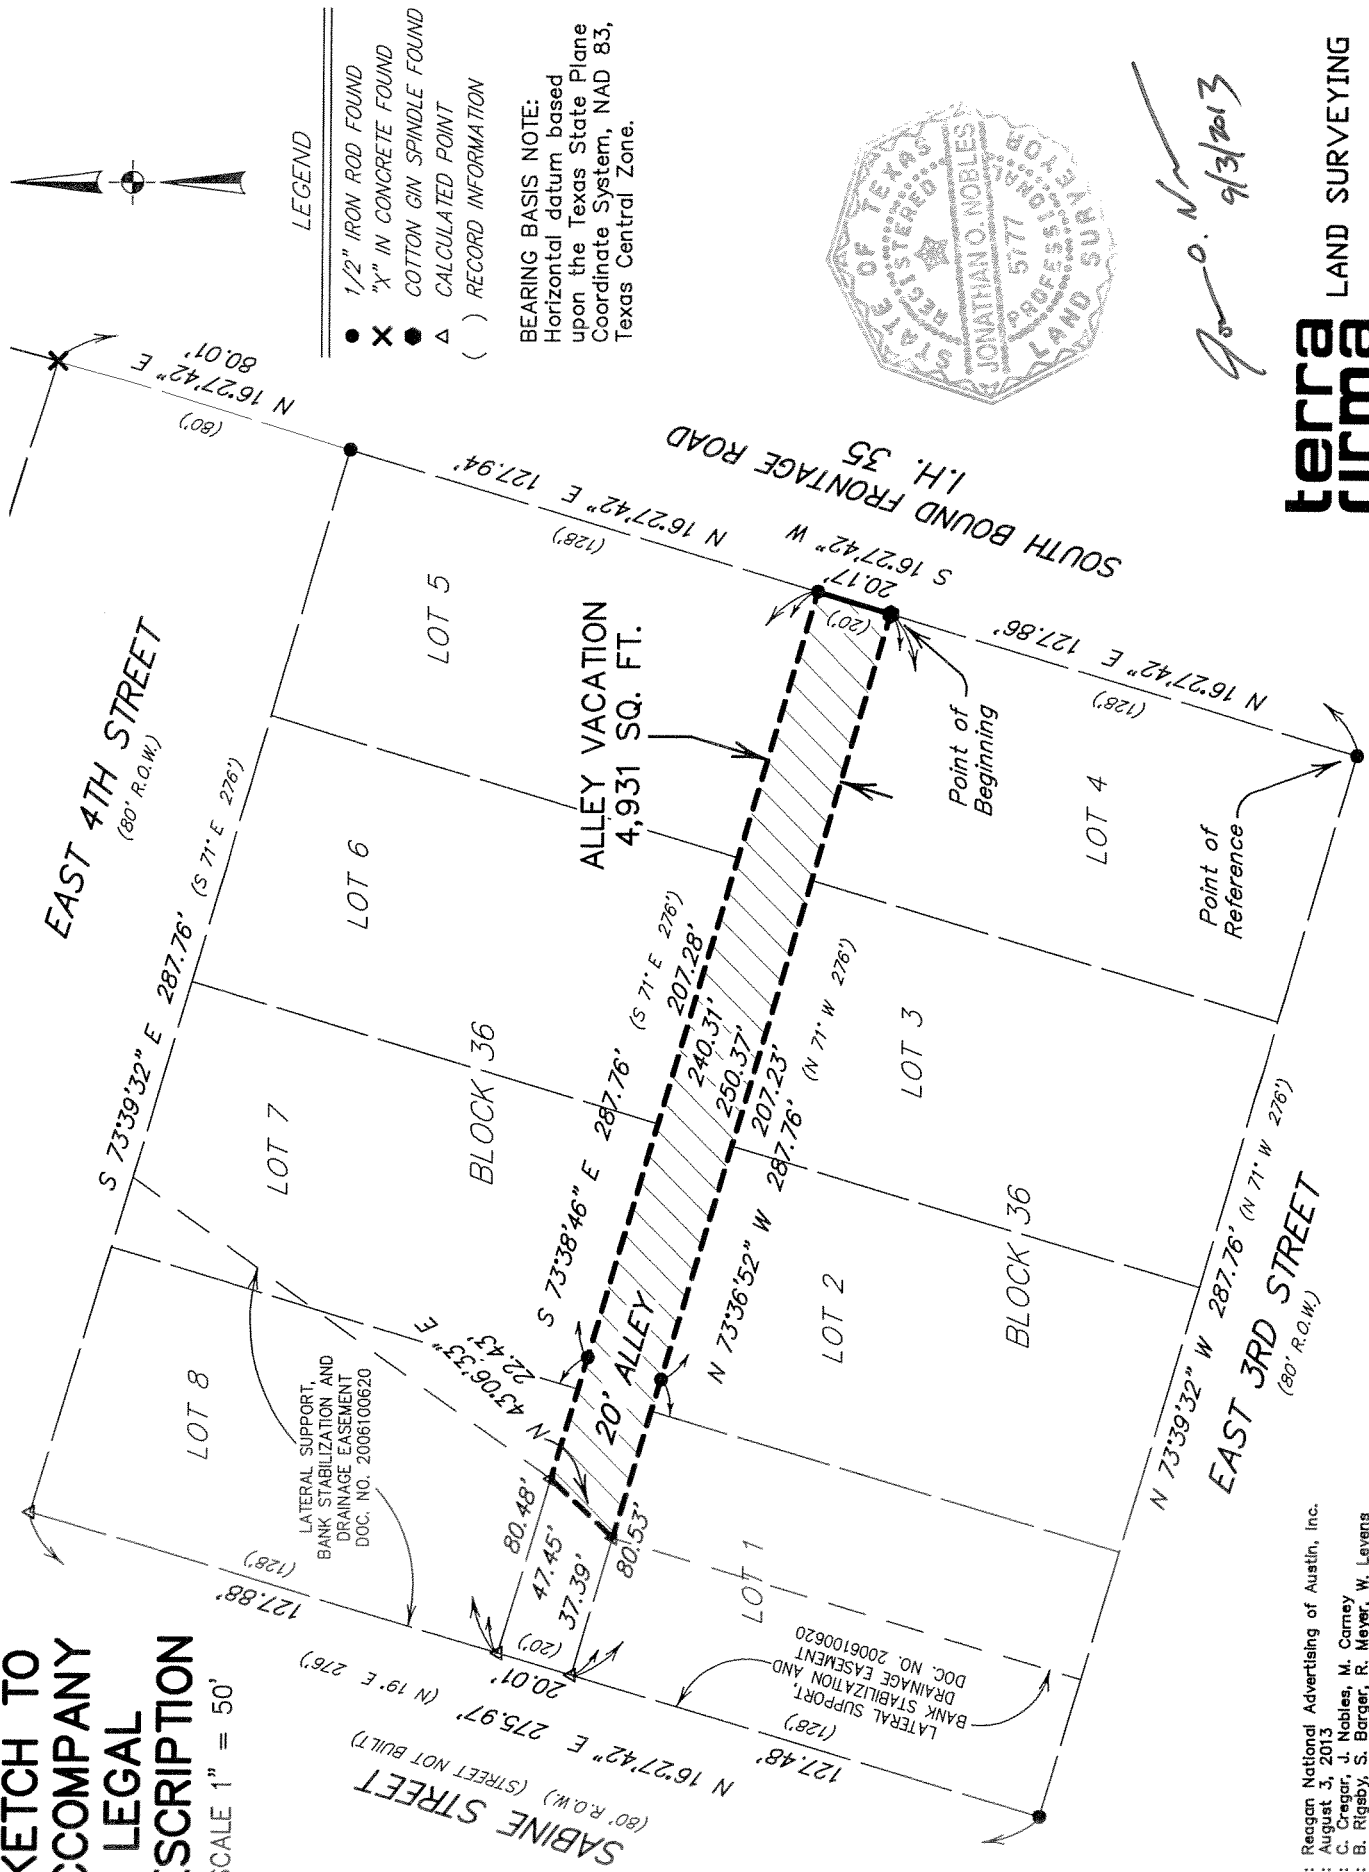 KETCH TO
CCOMPANY
LEGAL
SCRIPTION
SCALE 1" = 50'
EAST 4TH STREET
(80' R.O.W.)
S 73°39'32" E 287.76' (S 71° E 276')
LEGEND
1/2" IRON ROD FOUND
"X" IN CONCRETE FOUND
COTTON GIN SPINDLE FOUND
CALCULATED POINT
( ) RECORD INFORMATION
BEARING BASIS NOTE:
Horizontal datum based
upon the Texas State Plane
Coordinate System, NAD 83,
Texas Central Zone.
N 16°27'42" E
80.01'
(80')
N 16°27'42" E 127.94'
(128')
LOT 8
LOT 7
LOT 6
LOT 5
BLOCK 36
LATERAL SUPPORT,
BANK STABILIZATION AND
DRAINAGE EASEMENT
DOC. NO. 2006100620
127.88'
(128')
N 43°06'33" E
22.43'
ALLEY VACATION
4,931 SQ. FT.
S 73°38'46" E 287.76' (S 71° E 276')
80.48'
207.28'
47.45'
240.31'
20' ALLEY
37.39'
250.37'
80.53'
207.23'
N 73°36'52" W 287.76' (N 71° W 276')
20.01'
(20')
S 16°27'42" W
20.17'
(20')
SOUTH BOUND FRONTAGE ROAD
I.H. 35
Point of
Beginning
N 16°27'42" E 127.86'
(128')
SABINE STREET
(80' R.O.W.) (STREET NOT BUILT)
N 16°27'42" E 275.97' (N 19° E 276')
127.48'
(128')
LATERAL SUPPORT,
BANK STABILIZATION AND
DRAINAGE EASEMENT
DOC. NO. 2006100620
LOT 1
LOT 2
LOT 3
LOT 4
BLOCK 36
Point of
Reference
N 73°39'32" W 287.76' (N 71° W 276')
EAST 3RD STREET
(80' R.O.W.)
STATE OF TEXAS
REGISTERED
JONATHAN O. NOBLES
5777
PROFESSIONAL
LAND SURVEYOR
9/3/2013
: Reagan National Advertising of Austin, Inc.
: August 3, 2013
: C. Cregar, J. Nobles, M. Carney
: B. Rigsby, S. Barger, R. Meyer, W. Levens
terra
firma
LAND SURVEYING